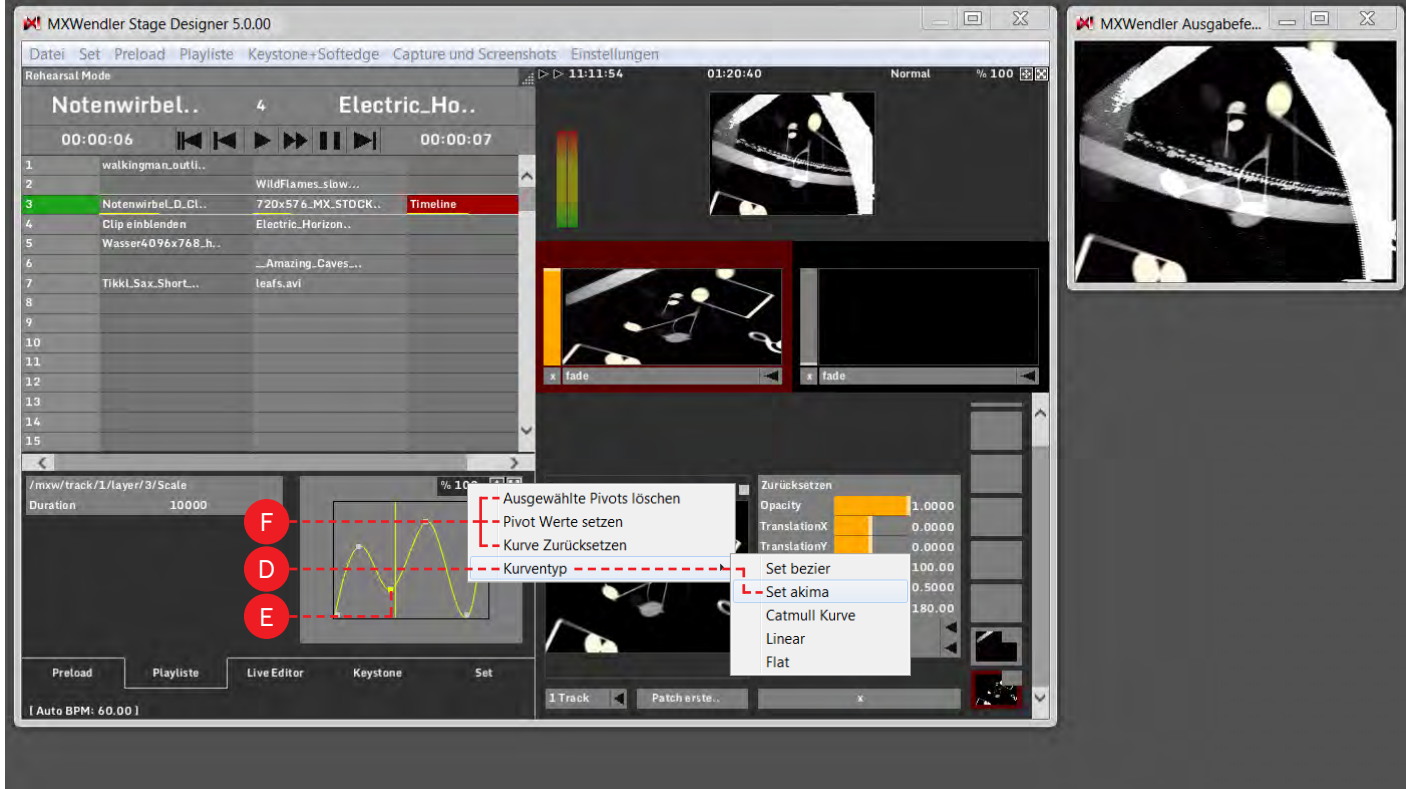 MXWendler Stage Designer 5.0.00
Datei Set Preload Playliste Keystone+Softedge Capture und Screenshots Einstellungen
Rehearsal Mode
Notenwirbel.. 4 Electric_Ho..
00:00:06 00:00:07
1 walkingman_outli..
2 WildFlames_slow...
3 Notenwirbel_D_Cl.. 720x576_MX_STOCK.. Timeline
4 Clip einblenden Electric_Horizon..
5 Wasser4096x768_h..
6 __Amazing_Caves_..
7 Tikkl_Sax_Short_... leafs.avi
8
9
10
11
12
13
14
15
/mxw/track/1/layer/3/Scale
Duration 10000
% 100
F
D
E
Ausgewählte Pivots löschen
Pivot Werte setzen
Kurve Zurücksetzen
Kurventyp
Set bezier
Set akima
Catmull Kurve
Linear
Flat
Preload Playliste Live Editor Keystone Set
[ Auto BPM: 60.00 ]
11:11:54 01:20:40 Normal % 100
x fade
x fade
Zurücksetzen
Opacity 1.0000
TranslationX 0.0000
TranslationY 0.0000
100.00
0.5000
180.00
1 Track Patch erste.. x
MXWendler Ausgabefe...